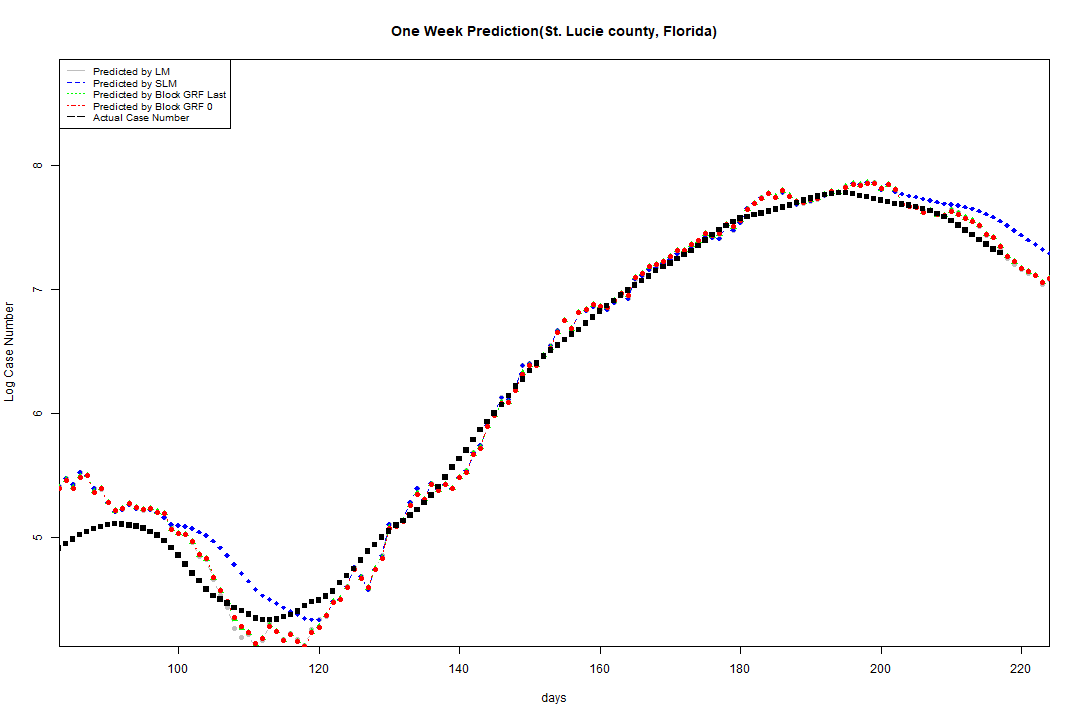 One Week Prediction(St. Lucie county, Florida)
Predicted by LM
Predicted by SLM
Predicted by Block GRF Last
Predicted by Block GRF 0
Actual Case Number
8
7
6
5
Log Case Number
100 120 140 160 180 200 220
days